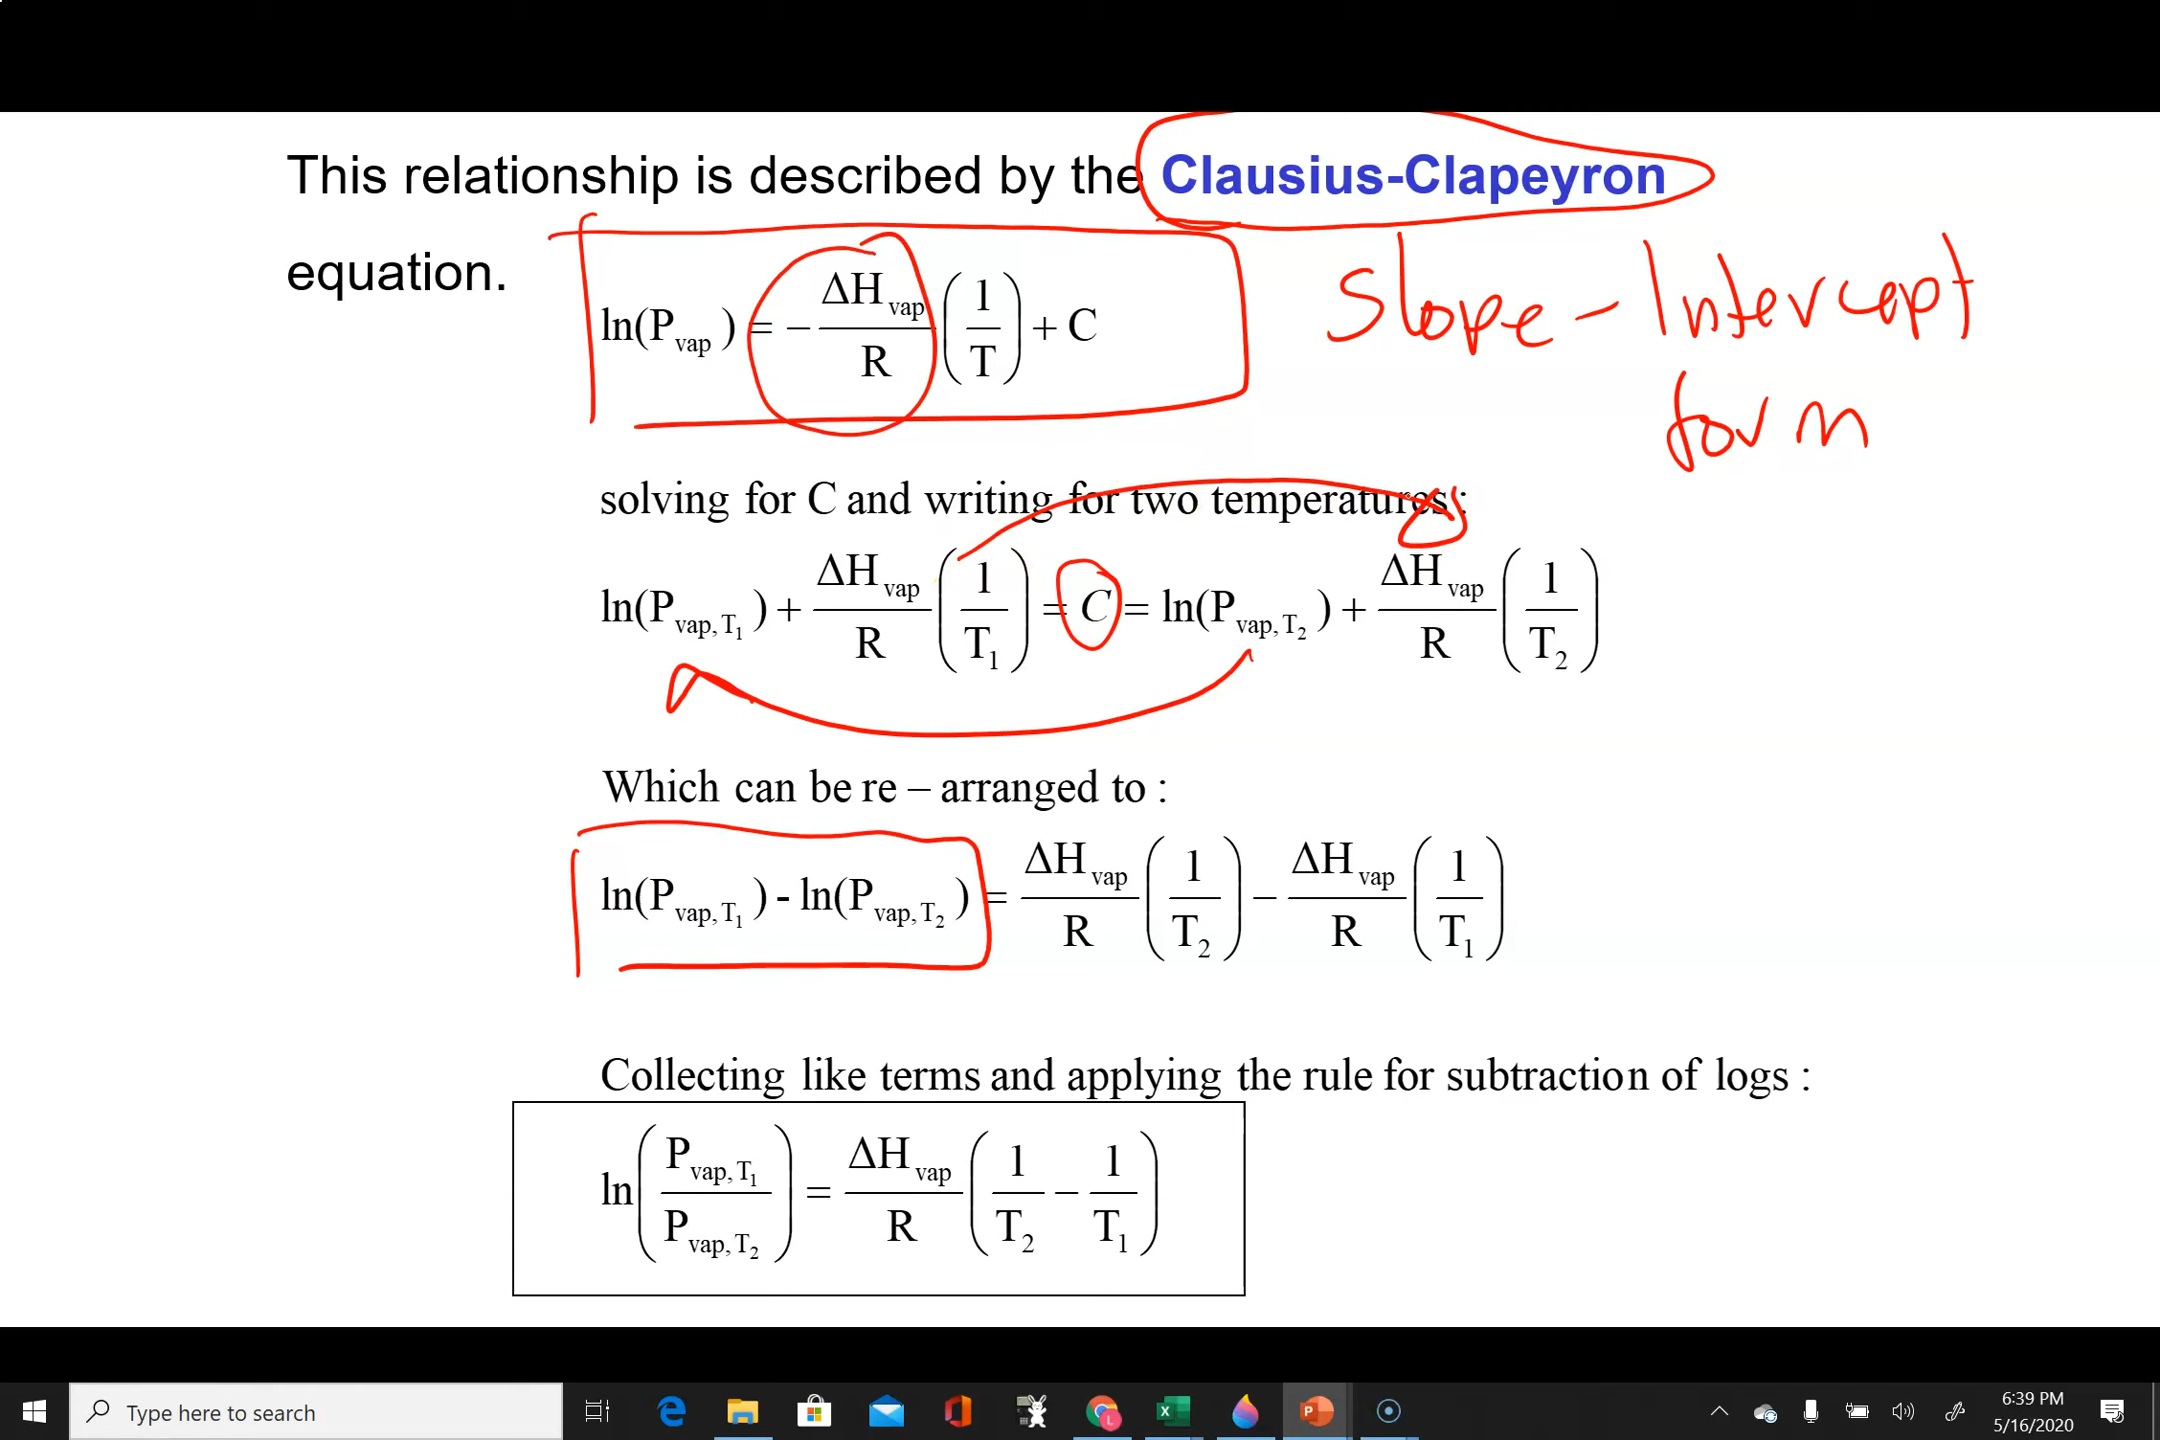 This relationship is described by the Clausius-Clapeyron
equation.
ln(P_vap) = − ΔH_vap/R (1/T) + C
Slope - Intercept
form
solving for C and writing for two temperatures :
ln(P_vap,T₁) + ΔH_vap/R (1/T₁) = C = ln(P_vap,T₂) + ΔH_vap/R (1/T₂)
Which can be re – arranged to :
ln(P_vap,T₁) - ln(P_vap,T₂) = ΔH_vap/R (1/T₂) − ΔH_vap/R (1/T₁)
Collecting like terms and applying the rule for subtraction of logs :
ln(P_vap,T₁/P_vap,T₂) = ΔH_vap/R (1/T₂ − 1/T₁)
Type here to search
6:39 PM
5/16/2020